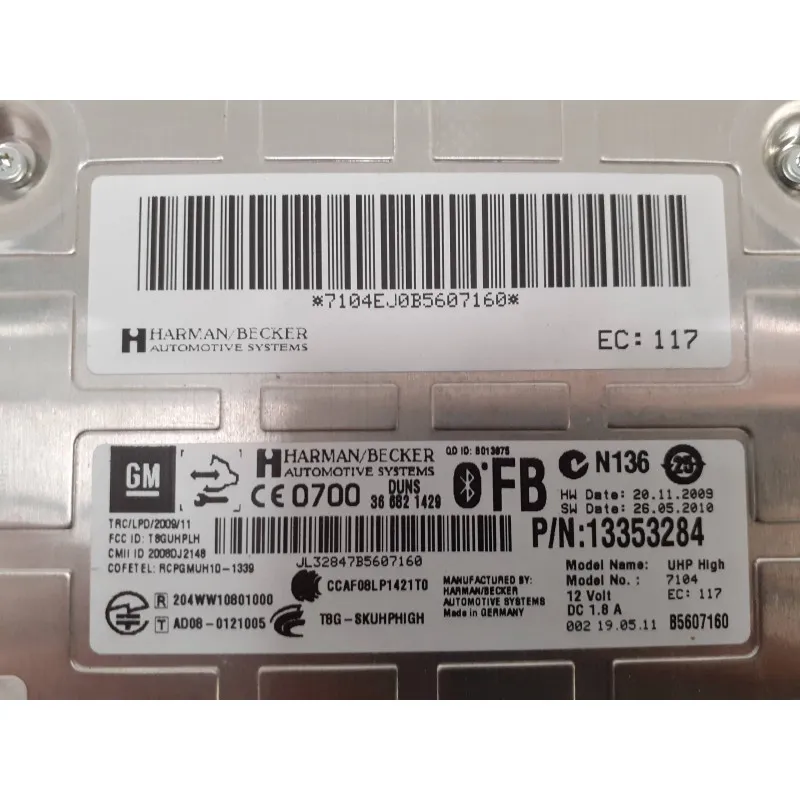 *7104EJ0B5607160*
HARMAN/BECKER
AUTOMOTIVE SYSTEMS
EC: 117
GM
HARMAN/BECKER
AUTOMOTIVE SYSTEMS
QD ID: B013875
FB
N136
25
CE 0700
DUNS
36 682 1429
HW Date: 20.11.2009
SW Date: 26.05.2010
TRC/LPD/2009/11
FCC ID: T8GUHPLH
CMII ID 2008DJ2148
COFETEL: RCPGMUH10-1339
JL32847B5607160
P/N:13353284
R 204WW10801000
T AD08-0121005
CCAF08LP1421T0
T8G-SKUHPHIGH
MANUFACTURED BY:
HARMAN/BECKER
AUTOMOTIVE SYSTEMS
Made in GERMANY
Model Name: UHP High
Model No.: 7104
12 Volt EC: 117
DC 1.8 A
002 19.05.11 B5607160